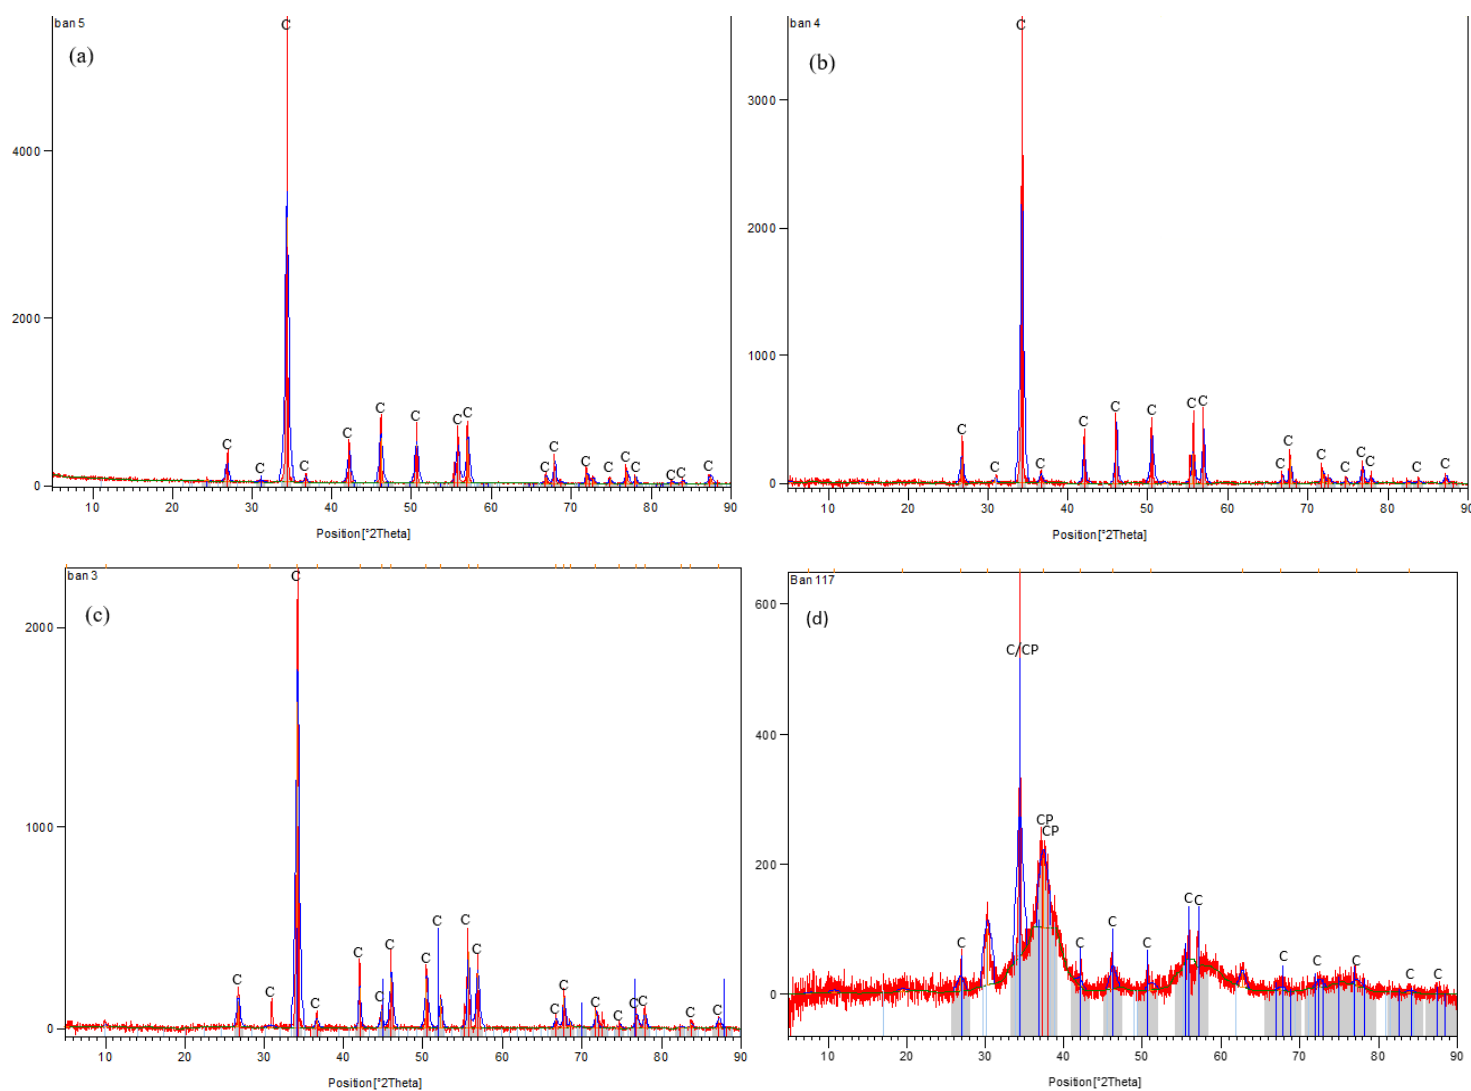 ban 5
(a)
C
4000
2000
0
C C C C C C C C C C C C C C C C C C
10 20 30 40 50 60 70 80 90
Position [°2Theta]
ban 4
(b)
C
3000
2000
1000
0
C C C C C C C C C C C C C C C C C
10 20 30 40 50 60 70 80 90
Position [°2Theta]
ban 3
(c)
C
2000
1000
0
C C C C C C C C C C C C C C C C C C
10 20 30 40 50 60 70 80 90
Position [°2Theta]
Ban 117
(d)
600
C/CP
400
CP
CP
200
0
C C C C C C C C C C C
10 20 30 40 50 60 70 80 90
Position [°2Theta]